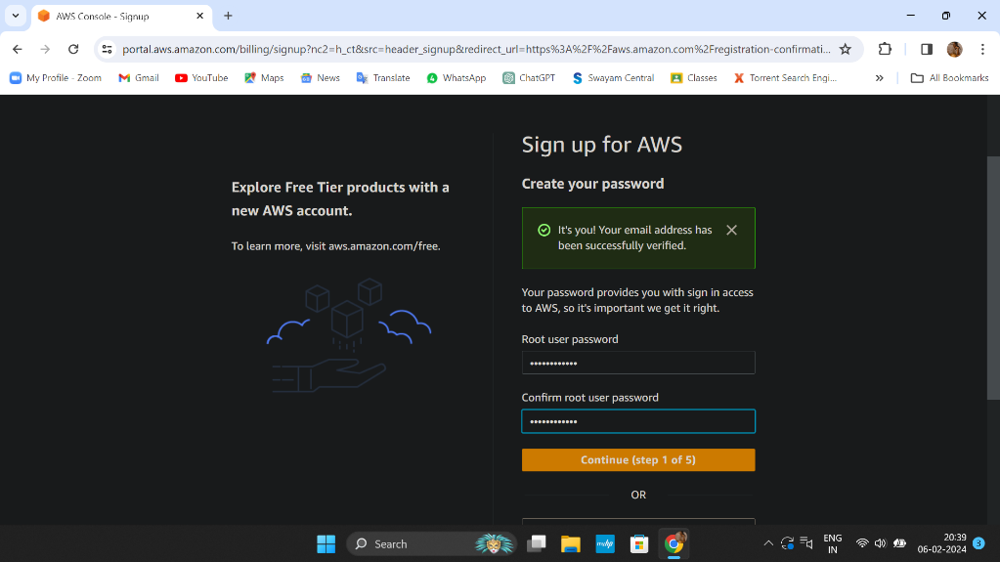 AWS Console - Signup
portal.aws.amazon.com/billing/signup?nc2=h_ct&src=header_signup&redirect_url=https%3A%2F%2Faws.amazon.com%2Fregistration-confirmati...
My Profile - Zoom
Gmail
YouTube
Maps
News
Translate
WhatsApp
ChatGPT
Swayam Central
Classes
Torrent Search Engi...
All Bookmarks
Explore Free Tier products with a
new AWS account.
To learn more, visit aws.amazon.com/free.
Sign up for AWS
Create your password
It's you! Your email address has
been successfully verified.
Your password provides you with sign in access
to AWS, so it's important we get it right.
Root user password
••••••••••••
Confirm root user password
••••••••••••
Continue (step 1 of 5)
OR
Search
myhp
ENG
IN
20:39
06-02-2024
3